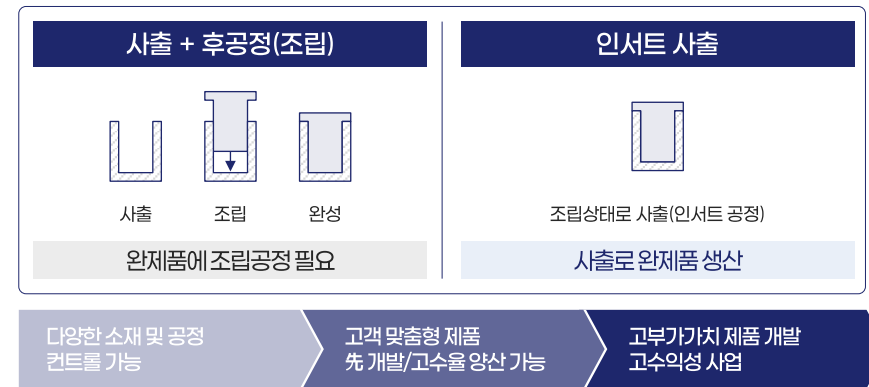 사출 + 후공정(조립)
인서트 사출
사출
조립
완성
조립상태로 사출(인서트 공정)
완제품에 조립공정 필요
사출로 완제품 생산
다양한 소재 및 공정
컨트롤 가능
고객 맞춤형 제품
先 개발/고수율 양산 가능
고부가가치 제품 개발
고수익성 사업